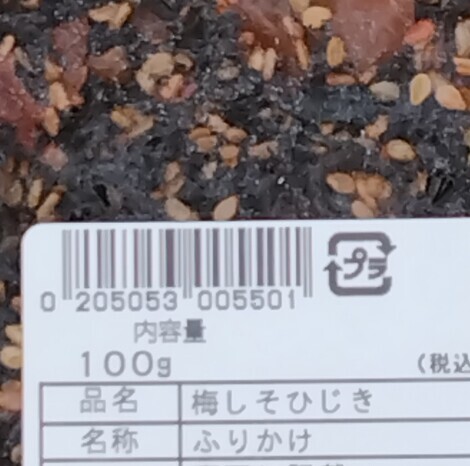 プラ
0 205053 005501
内容量
100g
(税込
品名 梅しそひじき
名称 ふりかけ